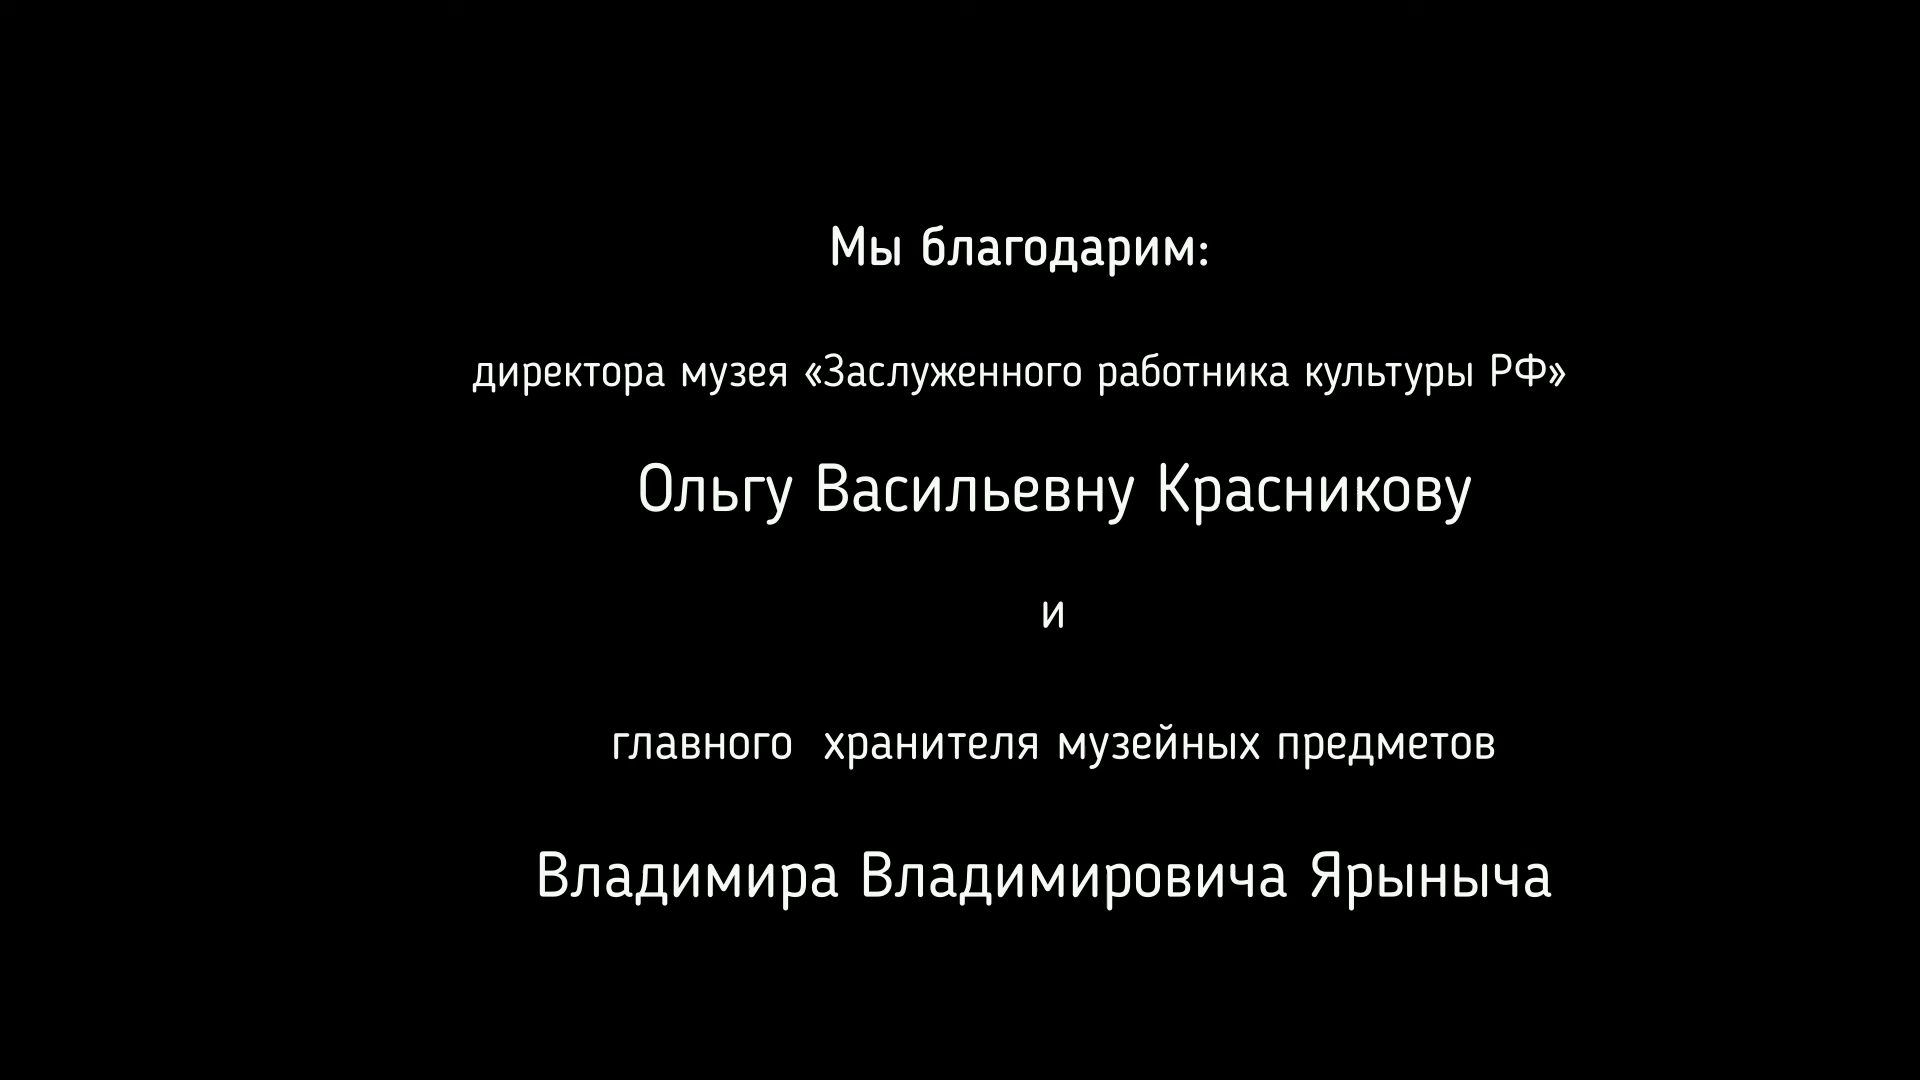 Мы благодарим:
директора музея «Заслуженного работника культуры РФ»
Ольгу Васильевну Красникову
и
главного  хранителя музейных предметов
Владимира Владимировича Ярыныча